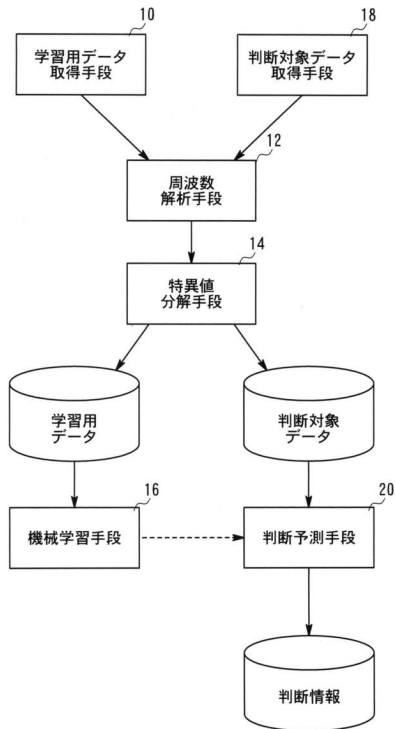 10
学習用データ
取得手段
18
判断対象データ
取得手段
12
周波数
解析手段
14
特異値
分解手段
学習用
データ
判断対象
データ
16
機械学習手段
20
判断予測手段
判断情報